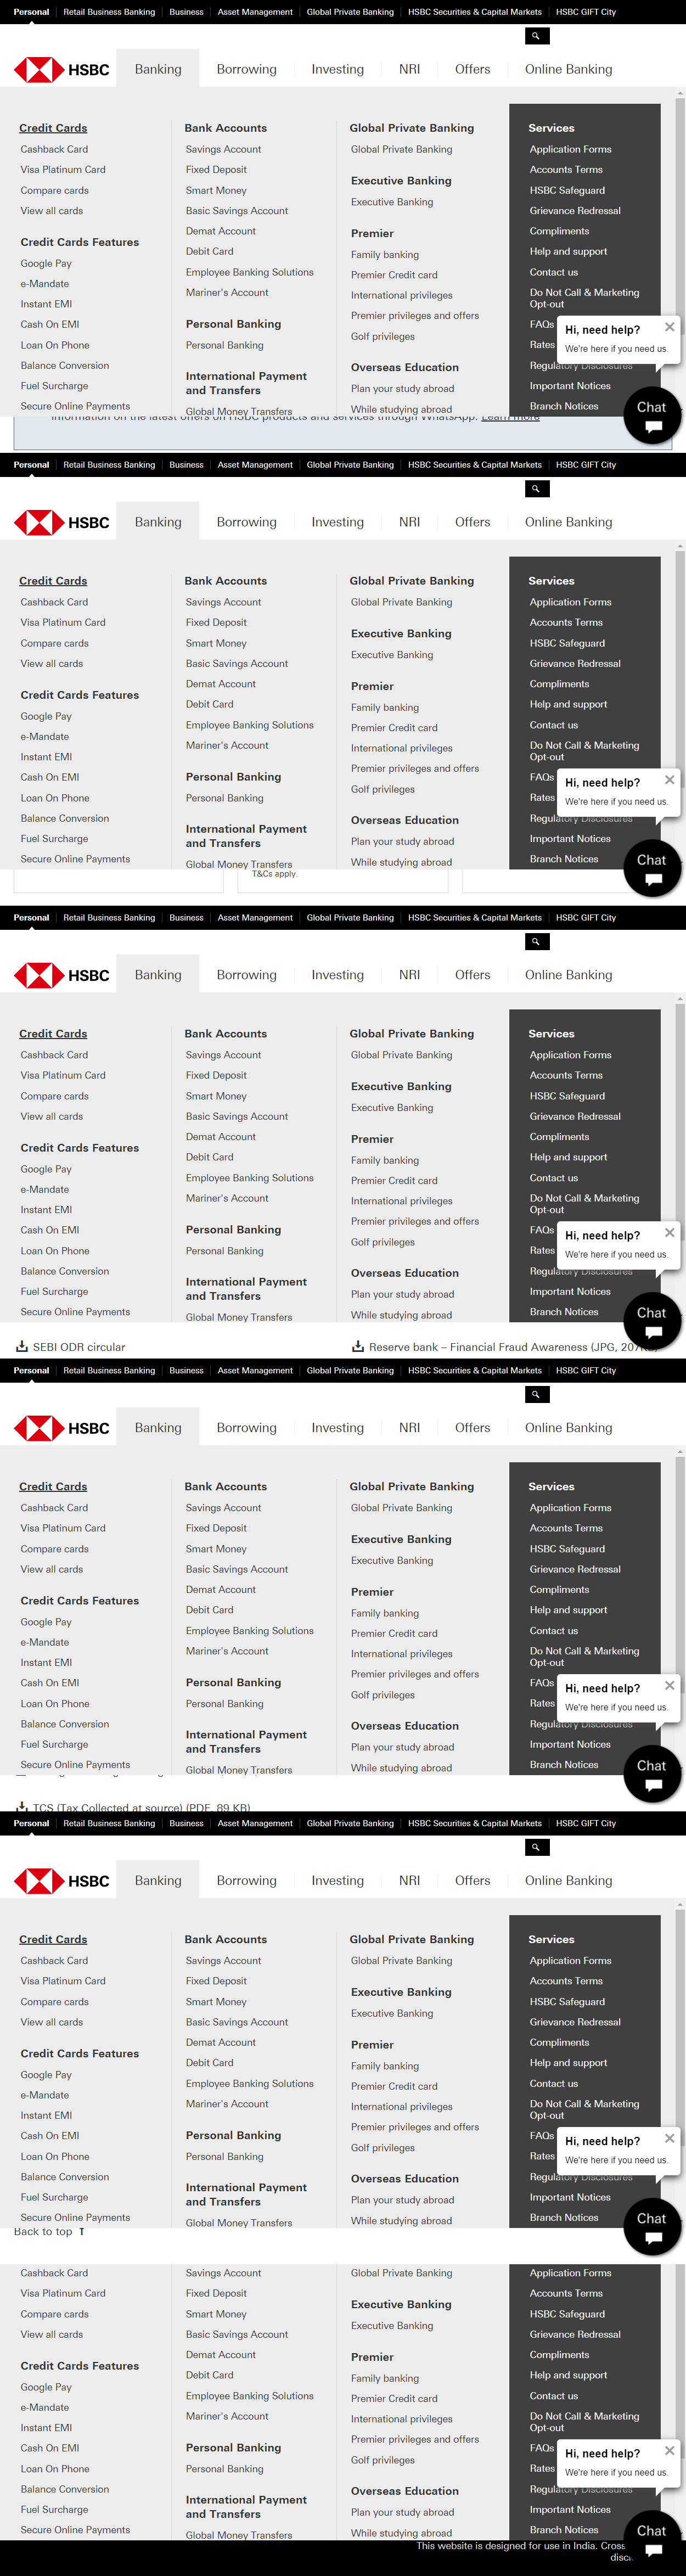 Personal Retail Business Banking Business Asset Management Global Private Banking HSBC Securities & Capital Markets HSBC GIFT City
HSBC Banking Borrowing Investing NRI Offers Online Banking
Credit Cards
Cashback Card
Visa Platinum Card
Compare cards
View all cards
Credit Cards Features
Google Pay
e-Mandate
Instant EMI
Cash On EMI
Loan On Phone
Balance Conversion
Fuel Surcharge
Secure Online Payments
Bank Accounts
Savings Account
Fixed Deposit
Smart Money
Basic Savings Account
Demat Account
Debit Card
Employee Banking Solutions
Mariner's Account
Personal Banking
Personal Banking
International Payment
and Transfers
Global Money Transfers
Global Private Banking
Global Private Banking
Executive Banking
Executive Banking
Premier
Family banking
Premier Credit card
International privileges
Premier privileges and offers
Golf privileges
Overseas Education
Plan your study abroad
While studying abroad
Services
Application Forms
Accounts Terms
HSBC Safeguard
Grievance Redressal
Compliments
Help and support
Contact us
Do Not Call & Marketing
Opt-out
FAQs
Rates
Regulatory Disclosures
Important Notices
Branch Notices
Hi, need help?
We're here if you need us.
Chat
information on the latest offers on HSBC products and services through WhatsApp. Learn more
Personal Retail Business Banking Business Asset Management Global Private Banking HSBC Securities & Capital Markets HSBC GIFT City
HSBC Banking Borrowing Investing NRI Offers Online Banking
Credit Cards
Cashback Card
Visa Platinum Card
Compare cards
View all cards
Credit Cards Features
Google Pay
e-Mandate
Instant EMI
Cash On EMI
Loan On Phone
Balance Conversion
Fuel Surcharge
Secure Online Payments
Bank Accounts
Savings Account
Fixed Deposit
Smart Money
Basic Savings Account
Demat Account
Debit Card
Employee Banking Solutions
Mariner's Account
Personal Banking
Personal Banking
International Payment
and Transfers
Global Money Transfers
Global Private Banking
Global Private Banking
Executive Banking
Executive Banking
Premier
Family banking
Premier Credit card
International privileges
Premier privileges and offers
Golf privileges
Overseas Education
Plan your study abroad
While studying abroad
Services
Application Forms
Accounts Terms
HSBC Safeguard
Grievance Redressal
Compliments
Help and support
Contact us
Do Not Call & Marketing
Opt-out
FAQs
Rates
Regulatory Disclosures
Important Notices
Branch Notices
Hi, need help?
We're here if you need us.
Chat
T&Cs apply.
Personal Retail Business Banking Business Asset Management Global Private Banking HSBC Securities & Capital Markets HSBC GIFT City
HSBC Banking Borrowing Investing NRI Offers Online Banking
Credit Cards
Cashback Card
Visa Platinum Card
Compare cards
View all cards
Credit Cards Features
Google Pay
e-Mandate
Instant EMI
Cash On EMI
Loan On Phone
Balance Conversion
Fuel Surcharge
Secure Online Payments
Bank Accounts
Savings Account
Fixed Deposit
Smart Money
Basic Savings Account
Demat Account
Debit Card
Employee Banking Solutions
Mariner's Account
Personal Banking
Personal Banking
International Payment
and Transfers
Global Money Transfers
Global Private Banking
Global Private Banking
Executive Banking
Executive Banking
Premier
Family banking
Premier Credit card
International privileges
Premier privileges and offers
Golf privileges
Overseas Education
Plan your study abroad
While studying abroad
Services
Application Forms
Accounts Terms
HSBC Safeguard
Grievance Redressal
Compliments
Help and support
Contact us
Do Not Call & Marketing
Opt-out
FAQs
Rates
Regulatory Disclosures
Important Notices
Branch Notices
Hi, need help?
We're here if you need us.
Chat
SEBI ODR circular
Reserve bank – Financial Fraud Awareness (JPG,
Personal Retail Business Banking Business Asset Management Global Private Banking HSBC Securities & Capital Markets HSBC GIFT City
HSBC Banking Borrowing Investing NRI Offers Online Banking
Credit Cards
Cashback Card
Visa Platinum Card
Compare cards
View all cards
Credit Cards Features
Google Pay
e-Mandate
Instant EMI
Cash On EMI
Loan On Phone
Balance Conversion
Fuel Surcharge
Secure Online Payments
Bank Accounts
Savings Account
Fixed Deposit
Smart Money
Basic Savings Account
Demat Account
Debit Card
Employee Banking Solutions
Mariner's Account
Personal Banking
Personal Banking
International Payment
and Transfers
Global Money Transfers
Global Private Banking
Global Private Banking
Executive Banking
Executive Banking
Premier
Family banking
Premier Credit card
International privileges
Premier privileges and offers
Golf privileges
Overseas Education
Plan your study abroad
While studying abroad
Services
Application Forms
Accounts Terms
HSBC Safeguard
Grievance Redressal
Compliments
Help and support
Contact us
Do Not Call & Marketing
Opt-out
FAQs
Rates
Regulatory Disclosures
Important Notices
Branch Notices
Hi, need help?
We're here if you need us.
Chat
TCS (Tax Collected at source) (PDF, 89 KB)
Personal Retail Business Banking Business Asset Management Global Private Banking HSBC Securities & Capital Markets HSBC GIFT City
HSBC Banking Borrowing Investing NRI Offers Online Banking
Credit Cards
Cashback Card
Visa Platinum Card
Compare cards
View all cards
Credit Cards Features
Google Pay
e-Mandate
Instant EMI
Cash On EMI
Loan On Phone
Balance Conversion
Fuel Surcharge
Secure Online Payments
Bank Accounts
Savings Account
Fixed Deposit
Smart Money
Basic Savings Account
Demat Account
Debit Card
Employee Banking Solutions
Mariner's Account
Personal Banking
Personal Banking
International Payment
and Transfers
Global Money Transfers
Global Private Banking
Global Private Banking
Executive Banking
Executive Banking
Premier
Family banking
Premier Credit card
International privileges
Premier privileges and offers
Golf privileges
Overseas Education
Plan your study abroad
While studying abroad
Services
Application Forms
Accounts Terms
HSBC Safeguard
Grievance Redressal
Compliments
Help and support
Contact us
Do Not Call & Marketing
Opt-out
FAQs
Rates
Regulatory Disclosures
Important Notices
Branch Notices
Hi, need help?
We're here if you need us.
Chat
Back to top
Cashback Card
Visa Platinum Card
Compare cards
View all cards
Credit Cards Features
Google Pay
e-Mandate
Instant EMI
Cash On EMI
Loan On Phone
Balance Conversion
Fuel Surcharge
Secure Online Payments
Savings Account
Fixed Deposit
Smart Money
Basic Savings Account
Demat Account
Debit Card
Employee Banking Solutions
Mariner's Account
Personal Banking
Personal Banking
International Payment
and Transfers
Global Money Transfers
Global Private Banking
Executive Banking
Executive Banking
Premier
Family banking
Premier Credit card
International privileges
Premier privileges and offers
Golf privileges
Overseas Education
Plan your study abroad
While studying abroad
Application Forms
Accounts Terms
HSBC Safeguard
Grievance Redressal
Compliments
Help and support
Contact us
Do Not Call & Marketing
Opt-out
FAQs
Rates
Regulatory Disclosures
Important Notices
Branch Notices
Hi, need help?
We're here if you need us.
Chat
This website is designed for use in India. Cross